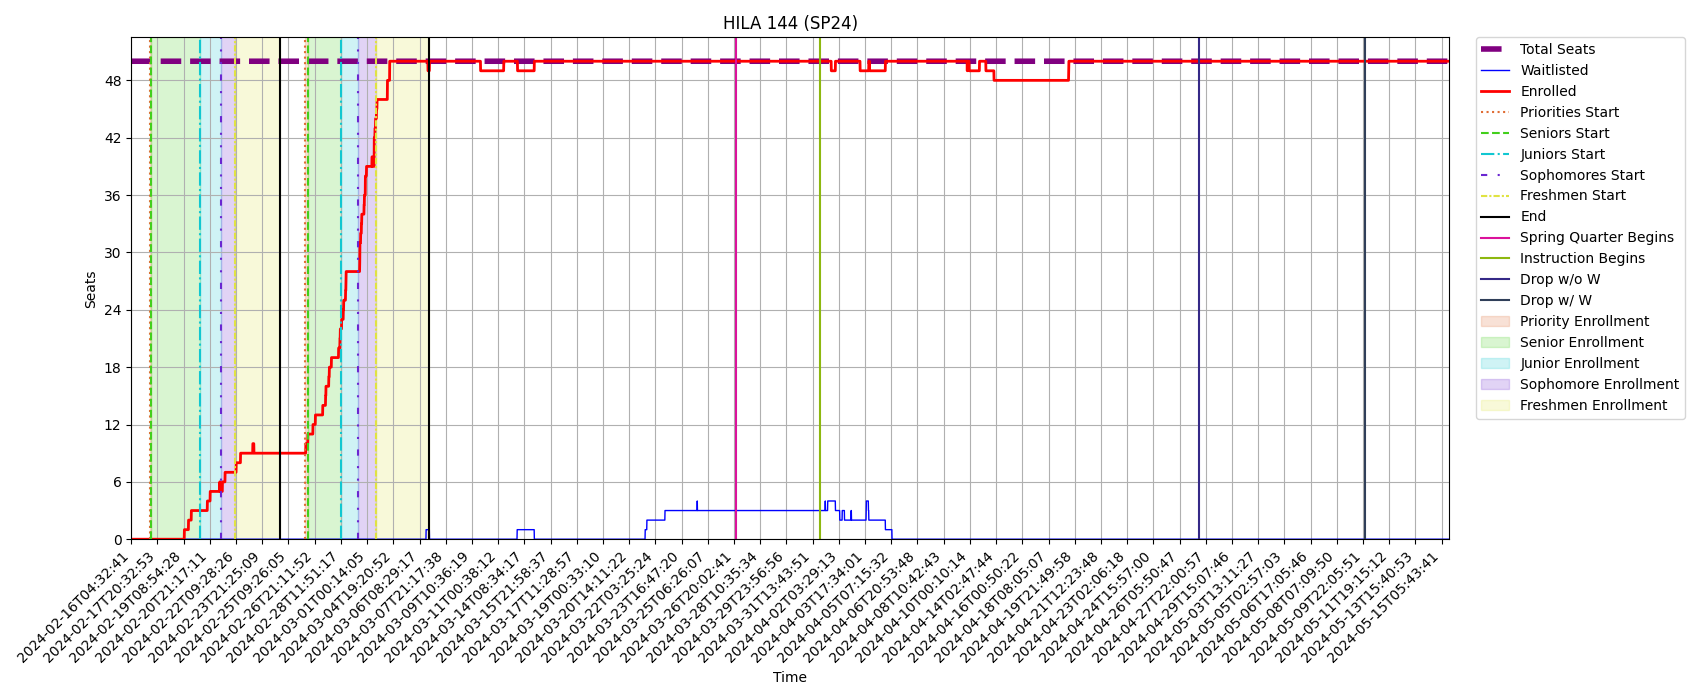 HILA 144 (SP24)
Seats
48
42
36
30
24
18
12
6
0
2024-02-16T04:32:41
2024-02-17T20:32:53
2024-02-19T08:54:28
2024-02-20T21:17:11
2024-02-22T09:28:26
2024-02-23T21:25:09
2024-02-25T09:26:05
2024-02-26T21:11:52
2024-02-28T11:51:17
2024-03-01T00:14:05
2024-03-04T19:20:52
2024-03-06T08:29:17
2024-03-07T21:17:38
2024-03-09T10:36:19
2024-03-11T00:38:12
2024-03-14T08:34:17
2024-03-15T21:58:37
2024-03-17T11:28:57
2024-03-19T00:33:10
2024-03-20T14:11:22
2024-03-22T03:25:24
2024-03-23T16:47:20
2024-03-25T06:26:07
2024-03-26T20:02:41
2024-03-28T10:35:34
2024-03-29T23:56:56
2024-03-31T13:43:51
2024-04-02T03:29:13
2024-04-03T17:34:01
2024-04-05T07:15:32
2024-04-06T20:53:48
2024-04-08T10:42:43
2024-04-10T00:10:14
2024-04-14T02:47:44
2024-04-16T00:50:22
2024-04-18T08:05:07
2024-04-19T21:49:58
2024-04-21T12:23:48
2024-04-23T02:06:18
2024-04-24T15:57:00
2024-04-26T05:50:47
2024-04-27T22:00:57
2024-04-29T15:07:46
2024-05-03T13:11:27
2024-05-05T02:57:03
2024-05-06T17:05:46
2024-05-08T07:09:50
2024-05-09T22:05:51
2024-05-11T19:15:12
2024-05-13T15:40:53
2024-05-15T05:43:41
Time
Total Seats
Waitlisted
Enrolled
Priorities Start
Seniors Start
Juniors Start
Sophomores Start
Freshmen Start
End
Spring Quarter Begins
Instruction Begins
Drop w/o W
Drop w/ W
Priority Enrollment
Senior Enrollment
Junior Enrollment
Sophomore Enrollment
Freshmen Enrollment